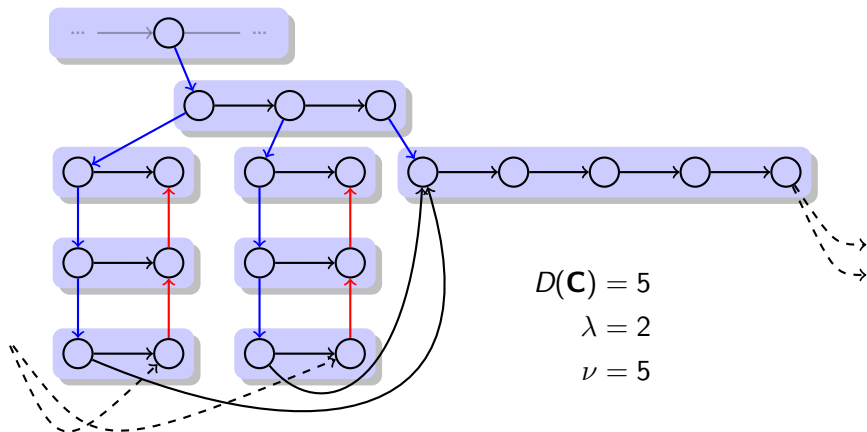 ... ...
D(C) = 5
λ = 2
ν = 5